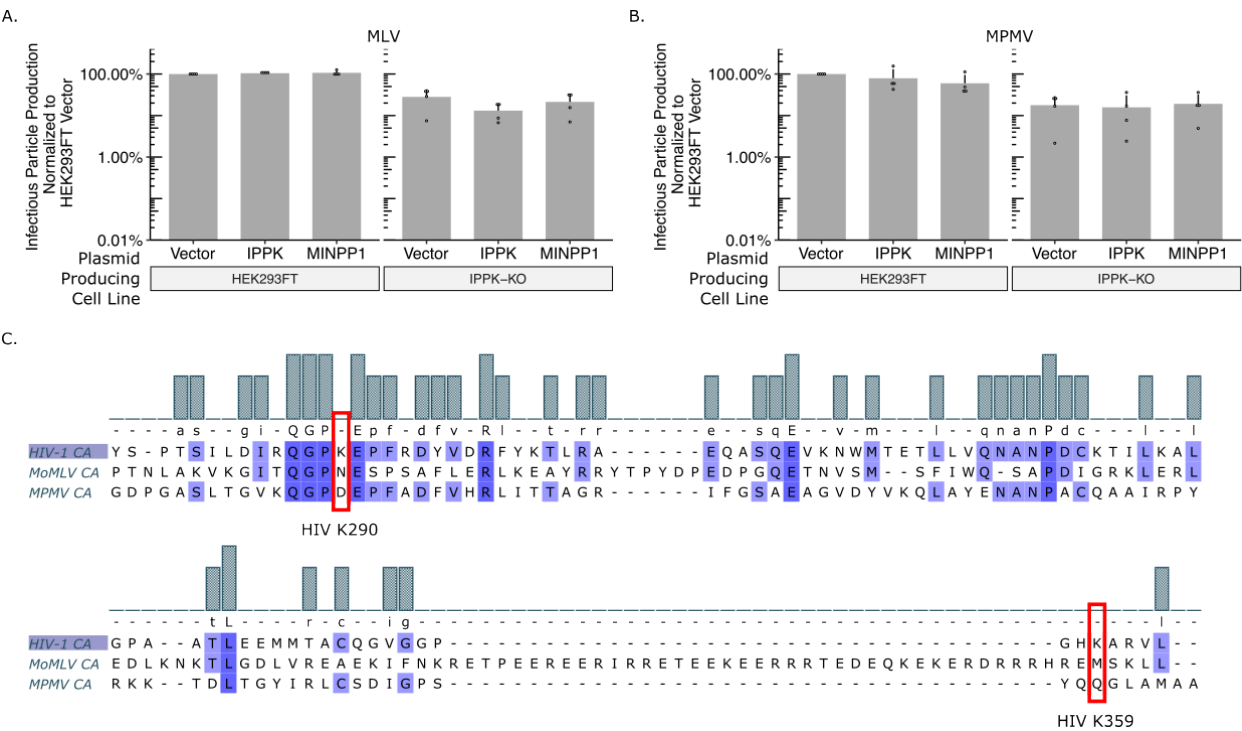 A.
MLV
Infectious Particle Production
Normalized to
HEK293FT Vector
100.00%
1.00%
0.01%
Vector IPPK MINPP1 Vector IPPK MINPP1
Plasmid
Producing
Cell Line
HEK293FT IPPK–KO
B.
MPMV
Infectious Particle Production
Normalized to
HEK293FT Vector
100.00%
1.00%
0.01%
Vector IPPK MINPP1 Vector IPPK MINPP1
Plasmid
Producing
Cell Line
HEK293FT IPPK–KO
C.
- - - - a s - - g i - Q G P - E p f - d f v - R l - - t - r r - - - - - - e - - s q E - - v - m - - - l - - q n a n P d c - - - l - - l
HIV-1 CA Y S - P T S I L D I R Q G P K E P F R D Y V D R F Y K T L R A - - - - - - E Q A S Q E V K N W M T E T L L V Q N A N P D C K T I L K A L
MoMLV CA P T N L A K V K G I T Q G P N E S P S A F L E R L K E A Y R R Y T P Y D P E D P G Q E T N V S M - - S F I W Q - S A P D I G R K L E R L
MPMV CA G D P G A S L T G V K Q G P D E P F A D F V H R L I T T A G R - - - - - - I F G S A E A G V D Y V K Q L A Y E N A N P A C Q A A I R P Y
HIV K290
- - - - - - t L - - - - r - c - - i g - - - - - - - - - - - - - - - - - - - - - - - - - - - - - - - - - - - - - - - - - - - - - - l - -
HIV-1 CA G P A - - A T L E E M M T A C Q G V G G P - - - - - - - - - - - - - - - - - - - - - - - - - - - - - - - - - - - - - - G H K A R V L - -
MoMLV CA E D L K N K T L G D L V R E A E K I F N K R E T P E E R E E R I R R E T E E K E E R R R T E D E Q K E K E R D R R R H R E M S K L L - -
MPMV CA R K K - - T D L T G Y I R L C S D I G P S - - - - - - - - - - - - - - - - - - - - - - - - - - - - - - - - - - - - - - Y Q Q G L A M A A
HIV K359